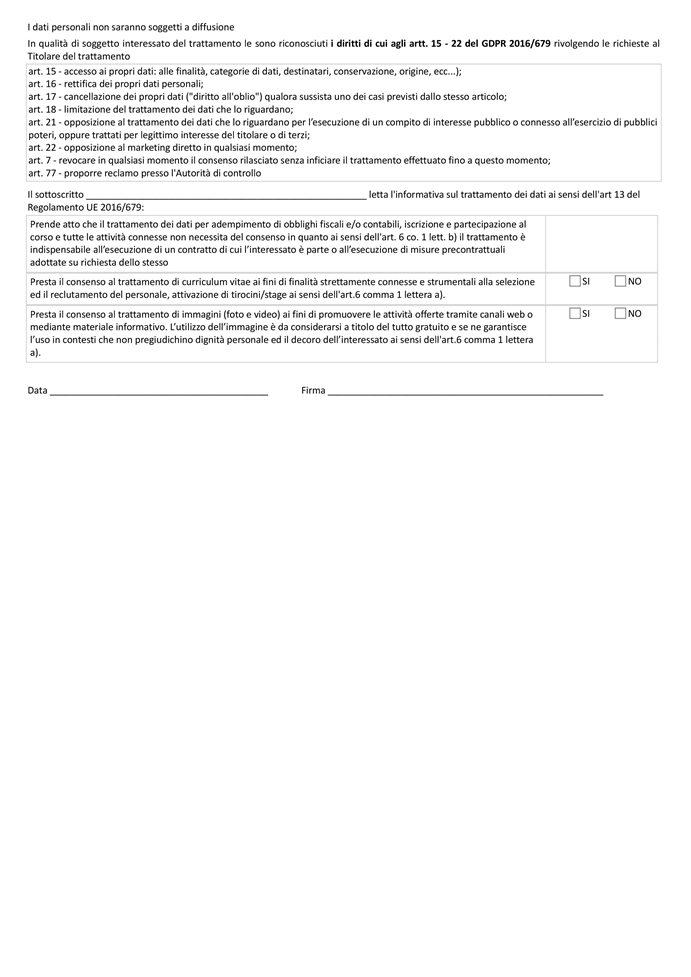 I dati personali non saranno soggetti a diffusione
In qualità di soggetto interessato del trattamento le sono riconosciuti i diritti di cui agli artt. 15 - 22 del GDPR 2016/679 rivolgendo le richieste al
Titolare del trattamento
art. 15 - accesso ai propri dati: alle finalità, categorie di dati, destinatari, conservazione, origine, ecc...);
art. 16 - rettifica dei propri dati personali;
art. 17 - cancellazione dei propri dati ("diritto all'oblio") qualora sussista uno dei casi previsti dallo stesso articolo;
art. 18 - limitazione del trattamento dei dati che lo riguardano;
art. 21 - opposizione al trattamento dei dati che lo riguardano per l’esecuzione di un compito di interesse pubblico o connesso all’esercizio di pubblici
poteri, oppure trattati per legittimo interesse del titolare o di terzi;
art. 22 - opposizione al marketing diretto in qualsiasi momento;
art. 7 - revocare in qualsiasi momento il consenso rilasciato senza inficiare il trattamento effettuato fino a questo momento;
art. 77 - proporre reclamo presso l'Autorità di controllo
Il sottoscritto ______________________________ letta l'informativa sul trattamento dei dati ai sensi dell'art 13 del
Regolamento UE 2016/679:
Prende atto che il trattamento dei dati per adempimento di obblighi fiscali e/o contabili, iscrizione e partecipazione al
corso e tutte le attività connesse non necessita del consenso in quanto ai sensi dell'art. 6 co. 1 lett. b) il trattamento è
indispensabile all’esecuzione di un contratto di cui l’interessato è parte o all’esecuzione di misure precontrattuali
adottate su richiesta dello stesso
Presta il consenso al trattamento di curriculum vitae ai fini di finalità strettamente connesse e strumentali alla selezione
ed il reclutamento del personale, attivazione di tirocini/stage ai sensi dell'art.6 comma 1 lettera a).
SI NO
Presta il consenso al trattamento di immagini (foto e video) ai fini di promuovere le attività offerte tramite canali web o
mediante materiale informativo. L’utilizzo dell’immagine è da considerarsi a titolo del tutto gratuito e se ne garantisce
l’uso in contesti che non pregiudichino dignità personale ed il decoro dell’interessato ai sensi dell'art.6 comma 1 lettera
a).
SI NO
Data ______________________________ Firma ______________________________